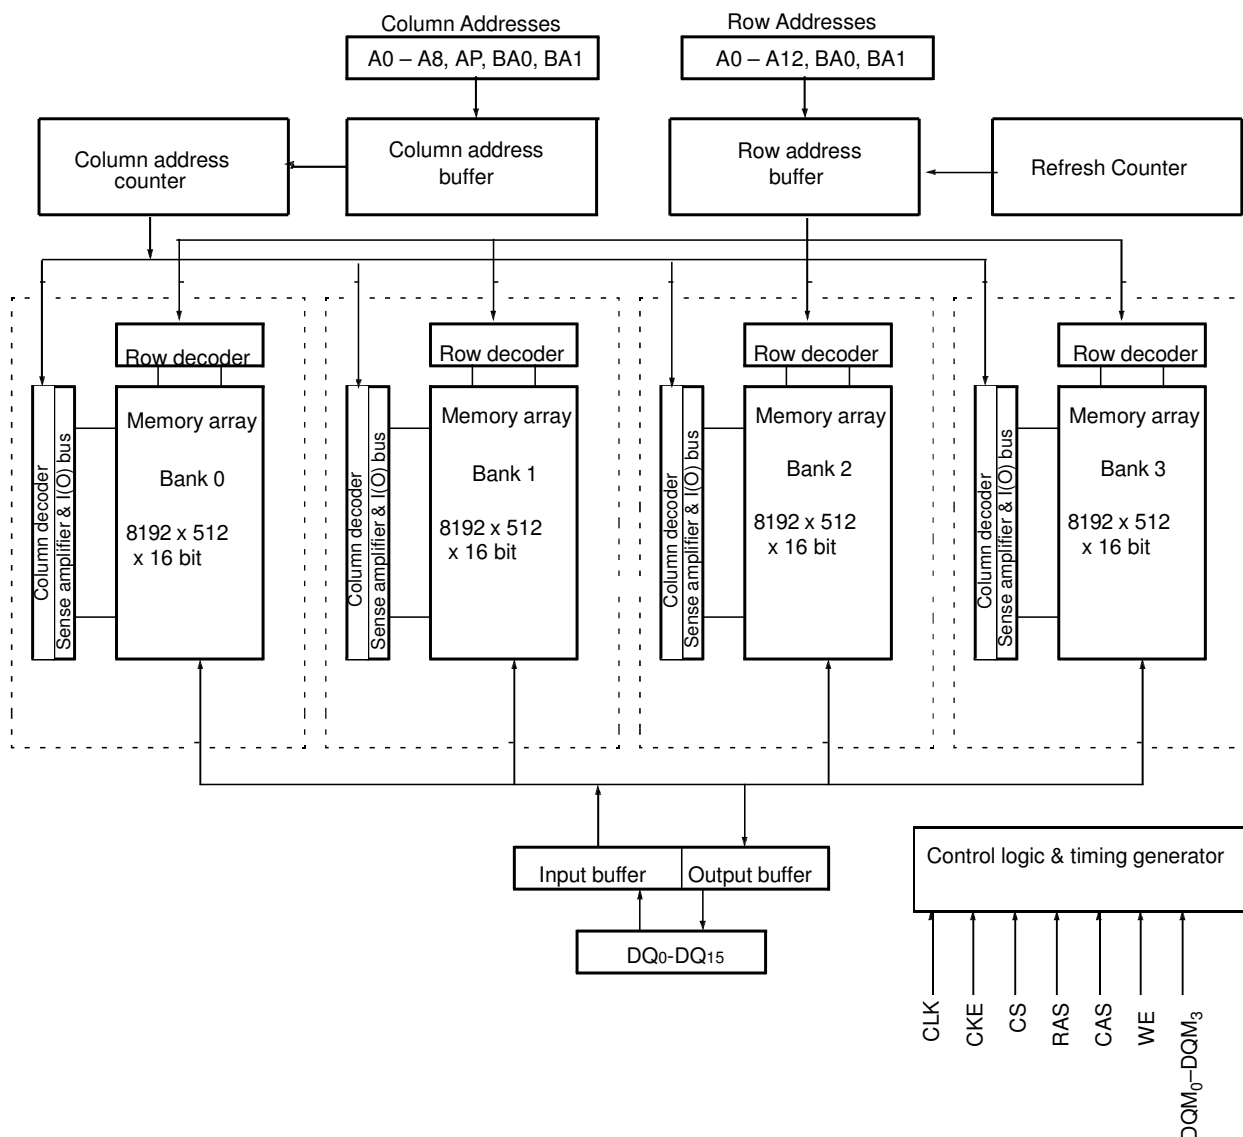 Column Addresses
Row Addresses
A0 – A8, AP, BA0, BA1
A0 – A12, BA0, BA1
Column address
counter
Column address
buffer
Row address
buffer
Refresh Counter
Row decoder
Row decoder
Row decoder
Row decoder
Column decoder
Sense amplifier & I(O) bus
Memory array
Bank 0
8192 x 512
x 16 bit
Column decoder
Sense amplifier & I(O) bus
Memory array
Bank 1
8192 x 512
x 16 bit
Column decoder
Sense amplifier & I(O) bus
Memory array
Bank 2
8192 x 512
x 16 bit
Column decoder
Sense amplifier & I(O) bus
Memory array
Bank 3
8192 x 512
x 16 bit
Input buffer
Output buffer
DQ0-DQ15
Control logic & timing generator
CLK
CKE
CS
RAS
CAS
WE
DQM0–DQM3